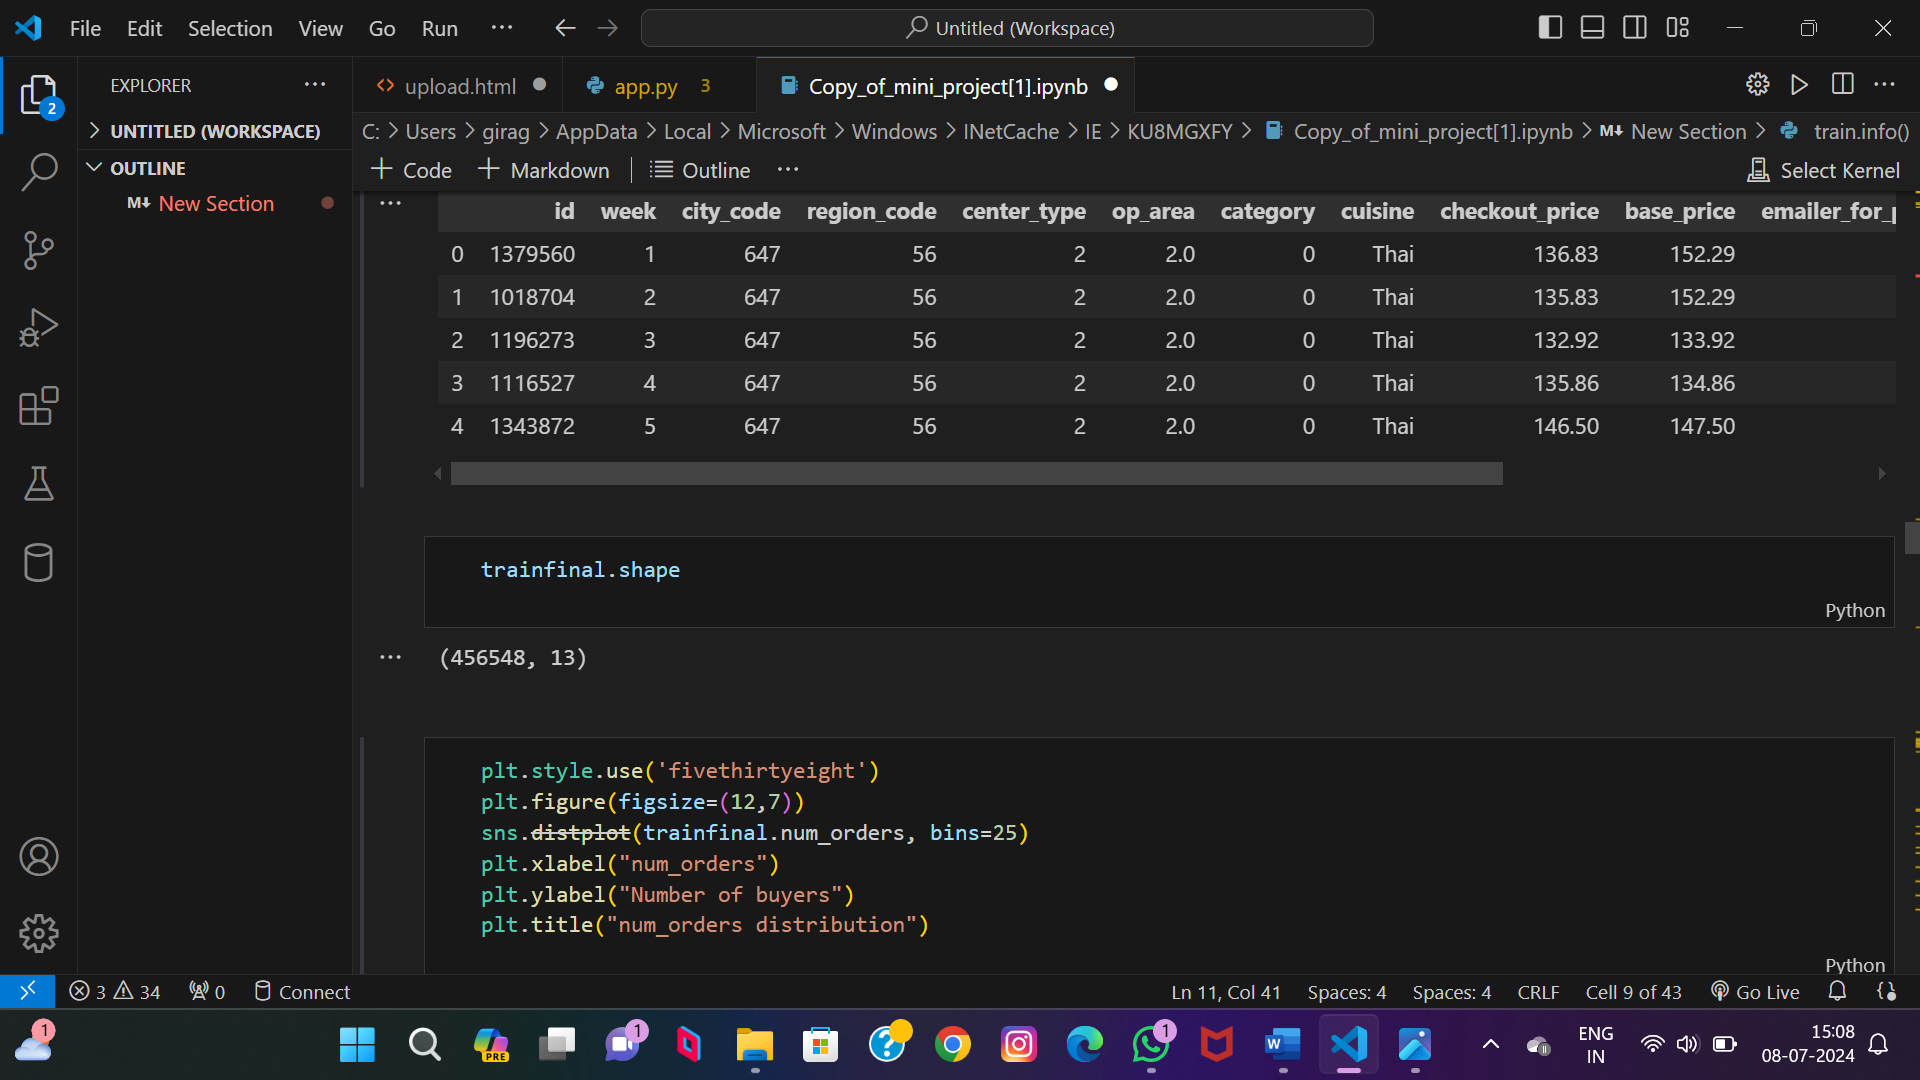 File Edit Selection View Go Run ··· Untitled (Workspace)
EXPLORER ···
upload.html
app.py 3
Copy_of_mini_project[1].ipynb
2
UNTITLED (WORKSPACE)
OUTLINE
M↓ New Section
C: > Users > girag > AppData > Local > Microsoft > Windows > INetCache > IE > KU8MGXFY > Copy_of_mini_project[1].ipynb > M↓ New Section > train.info()
+ Code + Markdown Outline ··· Select Kernel
id week city_code region_code center_type op_area category cuisine checkout_price base_price emailer_for_p
0 1379560 1 647 56 2 2.0 0 Thai 136.83 152.29
1 1018704 2 647 56 2 2.0 0 Thai 135.83 152.29
2 1196273 3 647 56 2 2.0 0 Thai 132.92 133.92
3 1116527 4 647 56 2 2.0 0 Thai 135.86 134.86
4 1343872 5 647 56 2 2.0 0 Thai 146.50 147.50
trainfinal.shape
Python
(456548, 13)
plt.style.use('fivethirtyeight')
plt.figure(figsize=(12,7))
sns.distplot(trainfinal.num_orders, bins=25)
plt.xlabel("num_orders")
plt.ylabel("Number of buyers")
plt.title("num_orders distribution")
Python
3 34 0 Connect Ln 11, Col 41 Spaces: 4 Spaces: 4 CRLF Cell 9 of 43 Go Live
1 PRE 1 1 W ENG 15:08
IN 08-07-2024